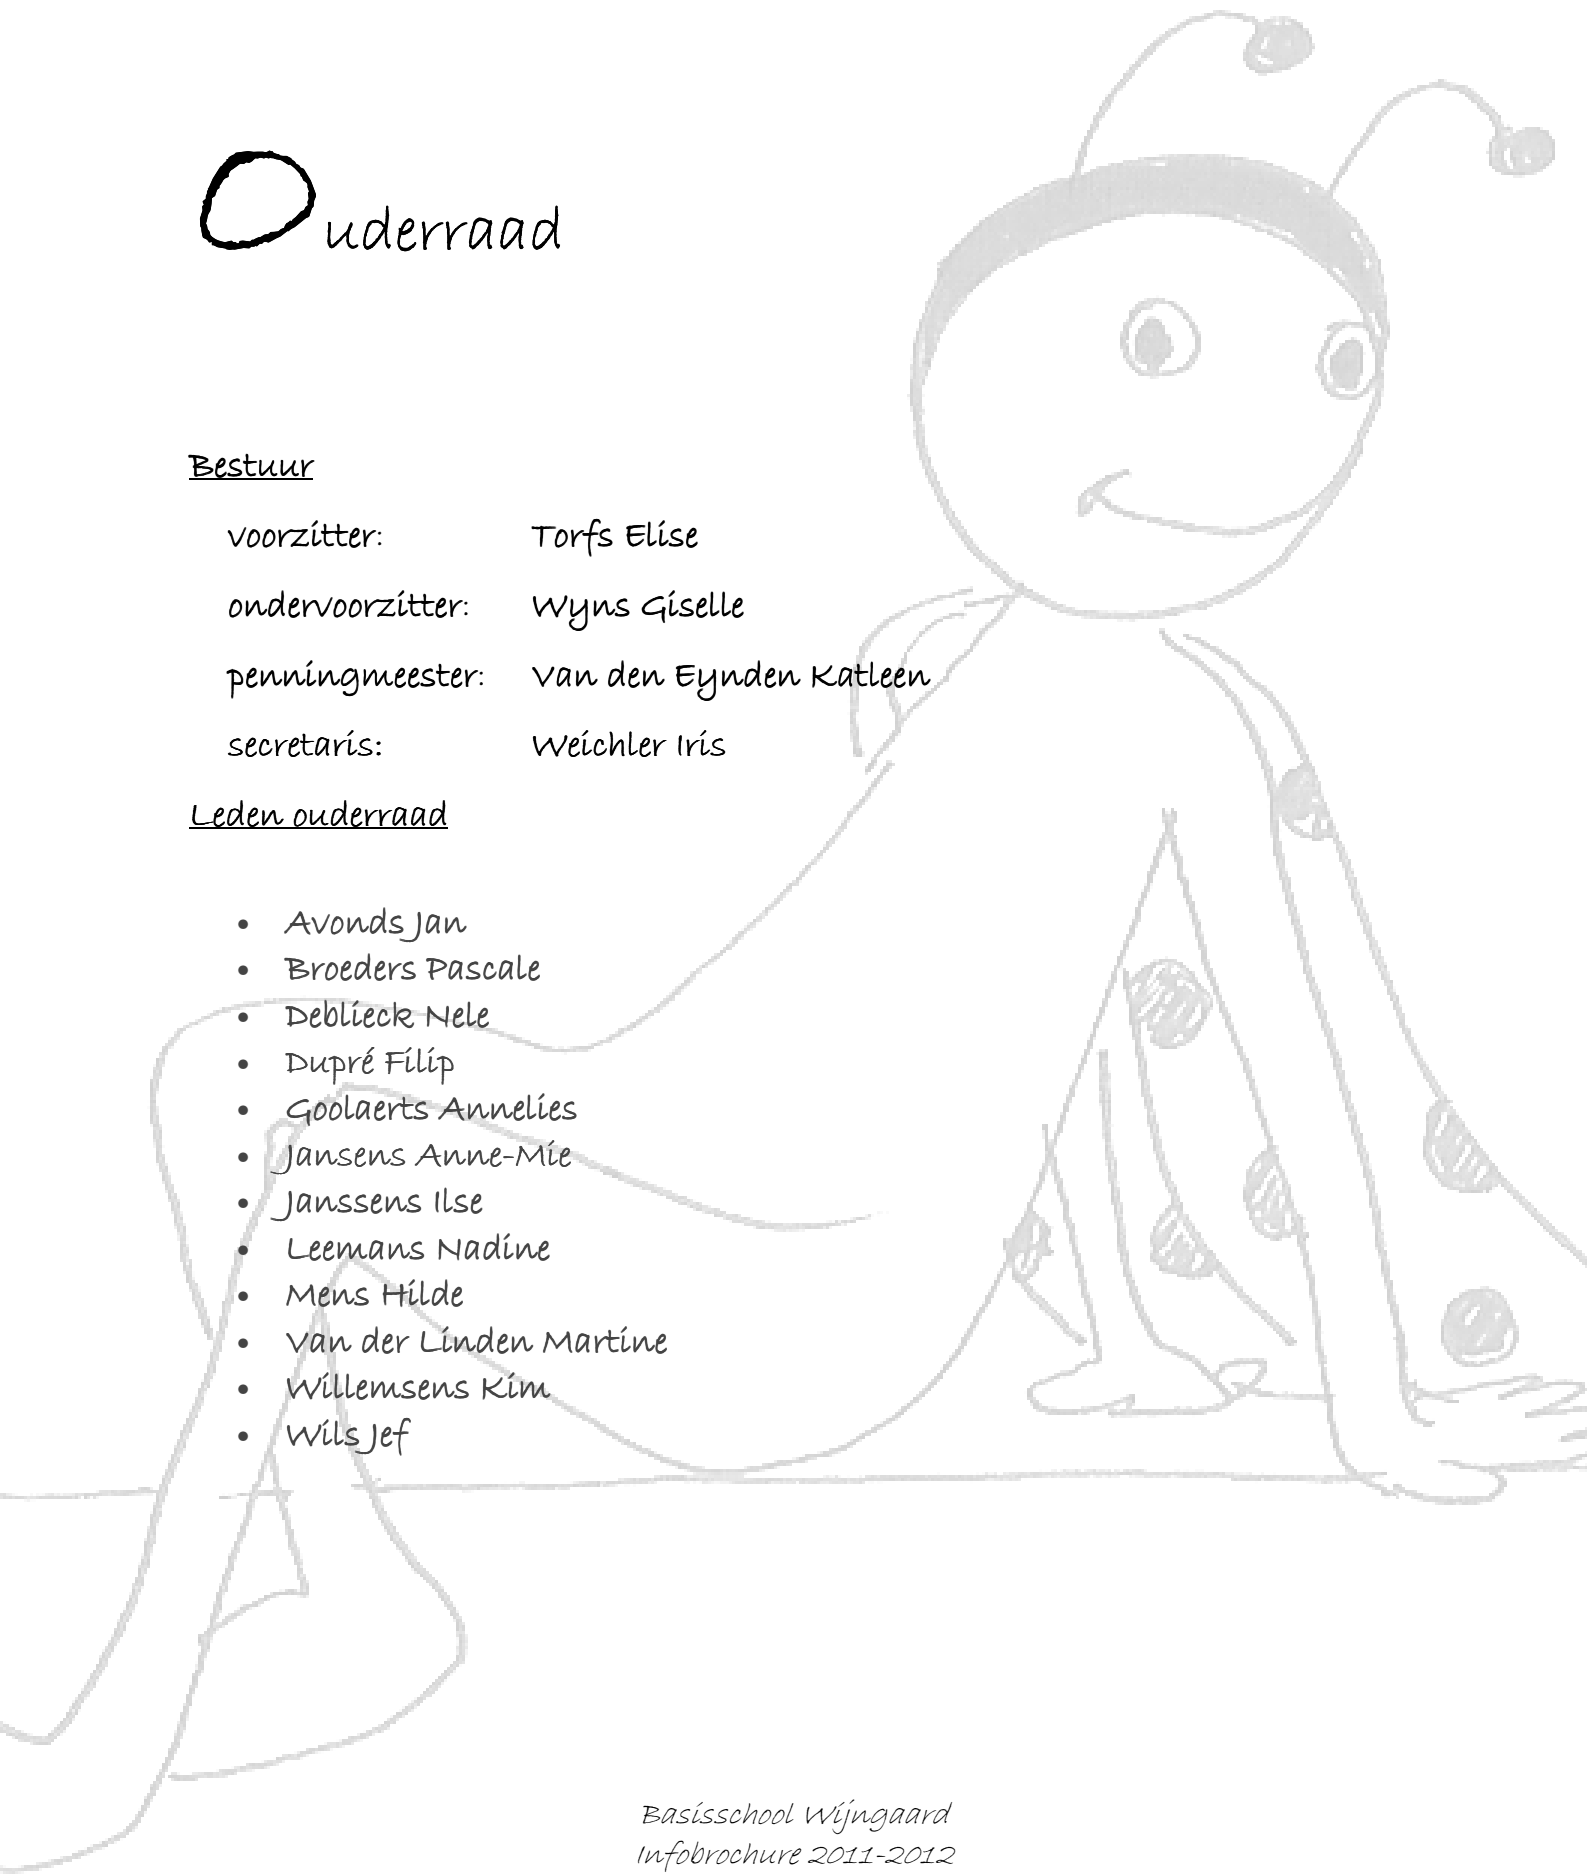 Ouderraad
Bestuur
voorzitter: Torfs Elise
ondervoorzitter: Wyns Giselle
penningmeester: Van den Eynden Katleen
secretaris: Weichler Iris
Leden ouderraad
• Avonds Jan
• Broeders Pascale
• Deblieck Nele
• Dupré Filip
• Goolaerts Annelies
• Jansens Anne-Mie
• Janssens Ilse
• Leemans Nadine
• Mens Hilde
• Van der Linden Martine
• Willemsens Kim
• Wils Jef
Basisschool Wijngaard
Infobrochure 2011-2012